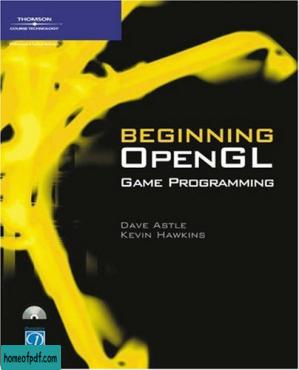 THOMSON
COURSE TECHNOLOGY
BEGINNING
OPENGL
GAME PROGRAMMING
DAVE ASTLE
KEVIN HAWKINS
homeofpdf.com